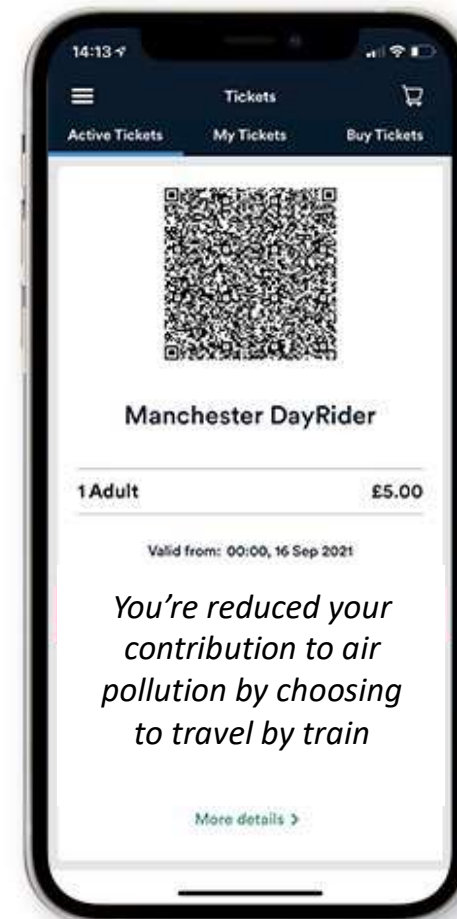 14:13
Tickets
Active Tickets My Tickets Buy Tickets
Manchester DayRider
1 Adult £5.00
Valid from: 00:00, 16 Sep 2021
You’re reduced your
contribution to air
pollution by choosing
to travel by train
More details >